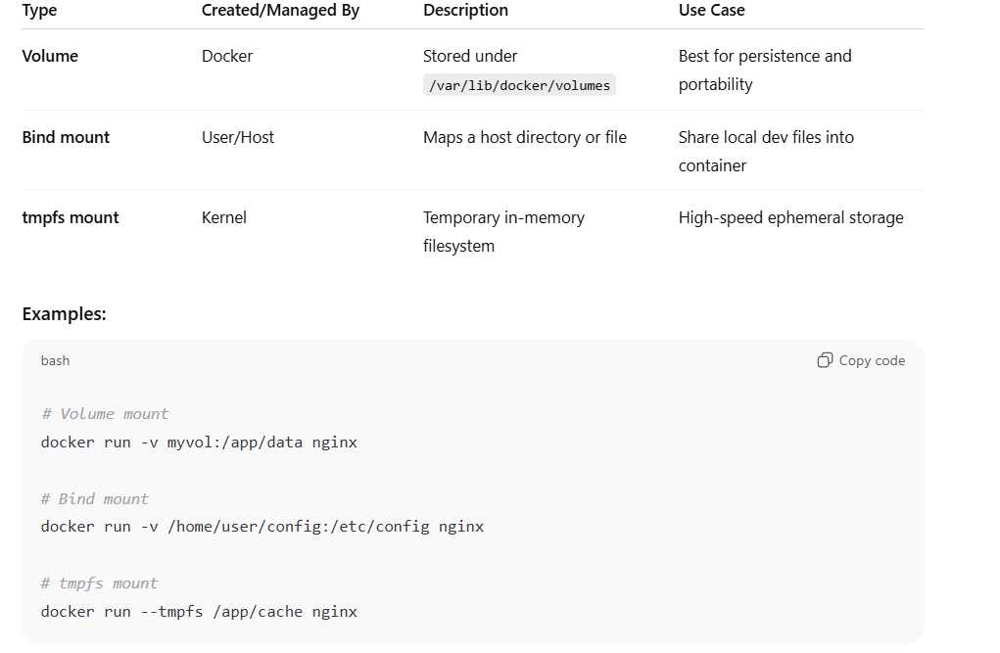 Type Created/Managed By Description Use Case
Volume Docker Stored under Best for persistence and
/var/lib/docker/volumes portability
Bind mount User/Host Maps a host directory or file Share local dev files into
container
tmpfs mount Kernel Temporary in-memory High-speed ephemeral storage
filesystem
Examples:
bash Copy code
# Volume mount
docker run -v myvol:/app/data nginx
# Bind mount
docker run -v /home/user/config:/etc/config nginx
# tmpfs mount
docker run --tmpfs /app/cache nginx